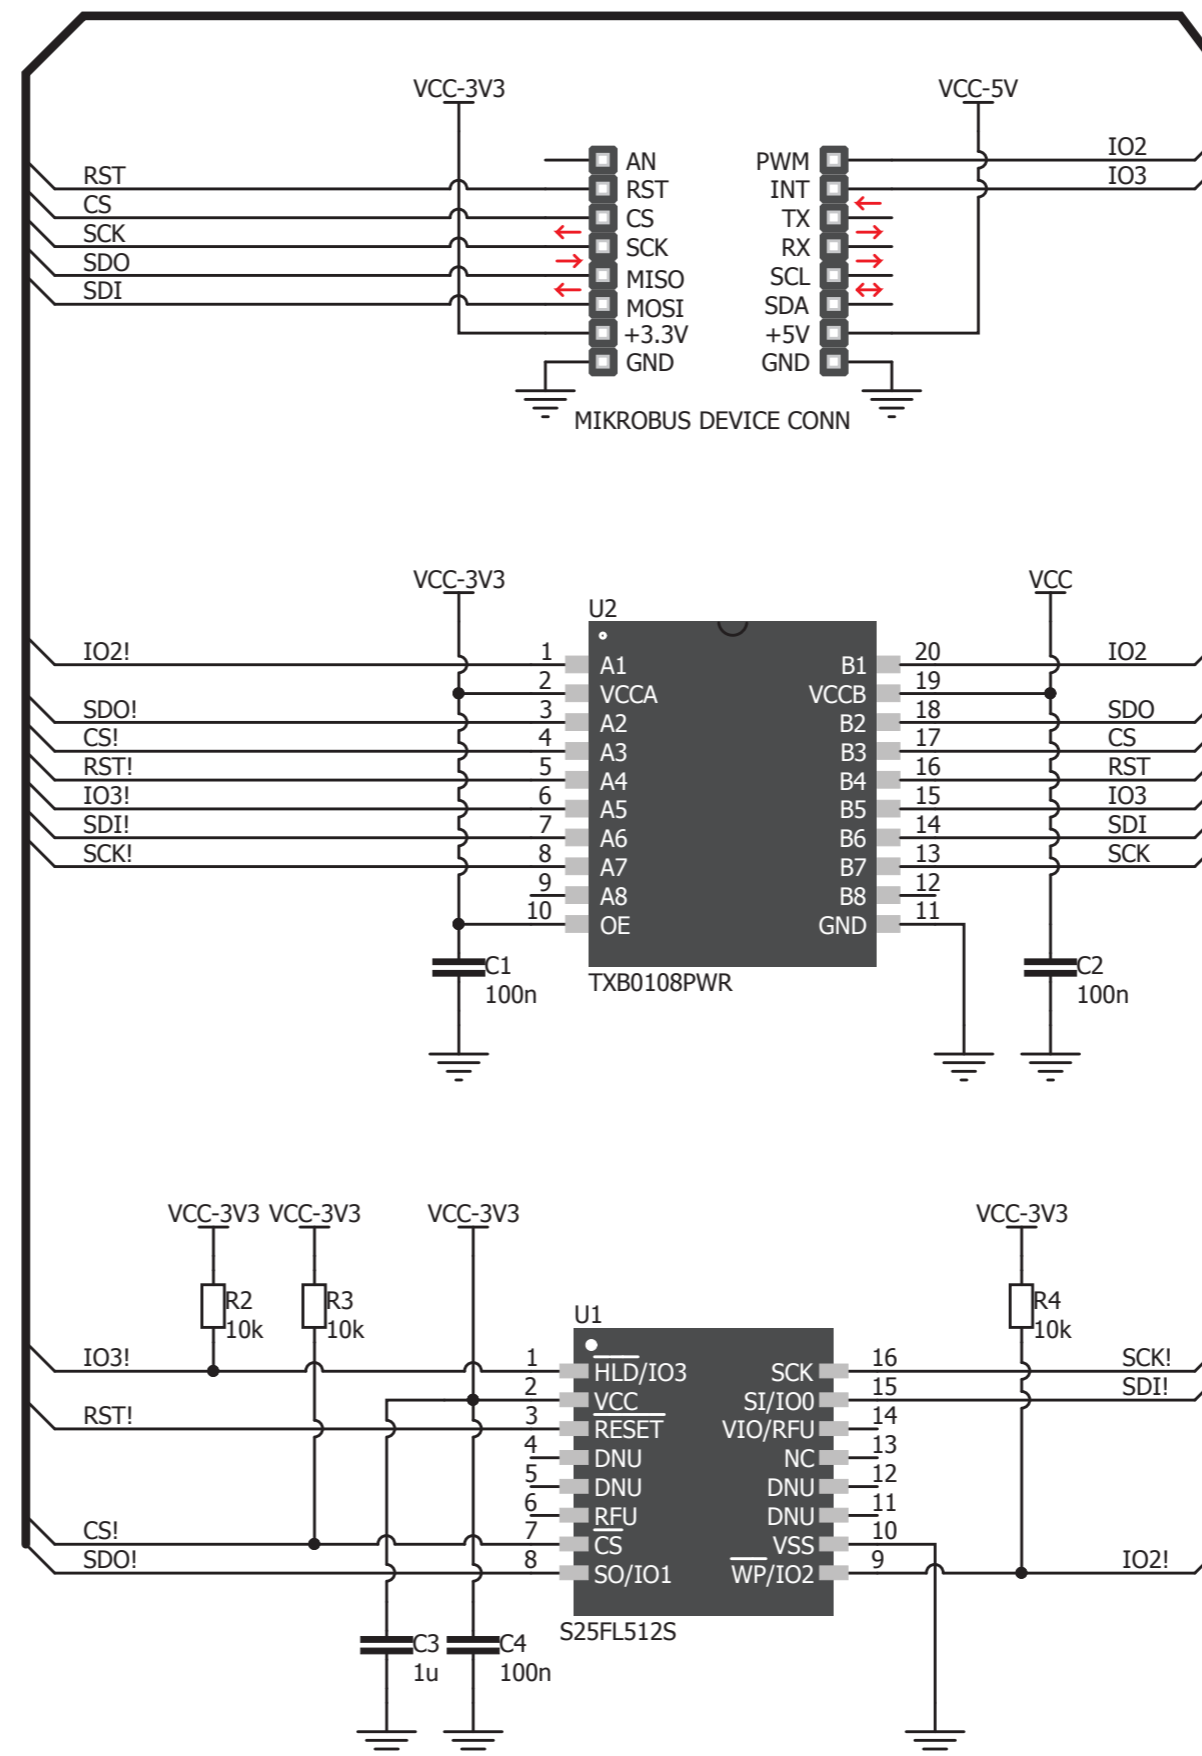 VCC-3V3 VCC-5V
AN PWM IO2
RST RST INT IO3
CS CS TX
SCK SCK RX
SDO MISO SCL
SDI MOSI SDA
+3.3V +5V
GND GND
MIKROBUS DEVICE CONN
VCC-3V3 VCC
U2
IO2! 1 A1 B1 20 IO2
2 VCCA VCCB 19
SDO! 3 A2 B2 18 SDO
CS! 4 A3 B3 17 CS
RST! 5 A4 B4 16 RST
IO3! 6 A5 B5 15 IO3
SDI! 7 A6 B6 14 SDI
SCK! 8 A7 B7 13 SCK
9 A8 B8 12
10 OE GND 11
C1 C2
100n 100n
TXB0108PWR
VCC-3V3 VCC-3V3 VCC-3V3 VCC-3V3
R2 R3 R4
10k 10k 10k
U1
IO3! 1 HLD/IO3 SCK 16 SCK!
2 VCC SI/IO0 15 SDI!
RST! 3 RESET VIO/RFU 14
4 DNU NC 13
5 DNU DNU 12
6 RFU DNU 11
CS! 7 CS VSS 10
SDO! 8 SO/IO1 WP/IO2 9 IO2!
S25FL512S
C3 C4
1u 100n